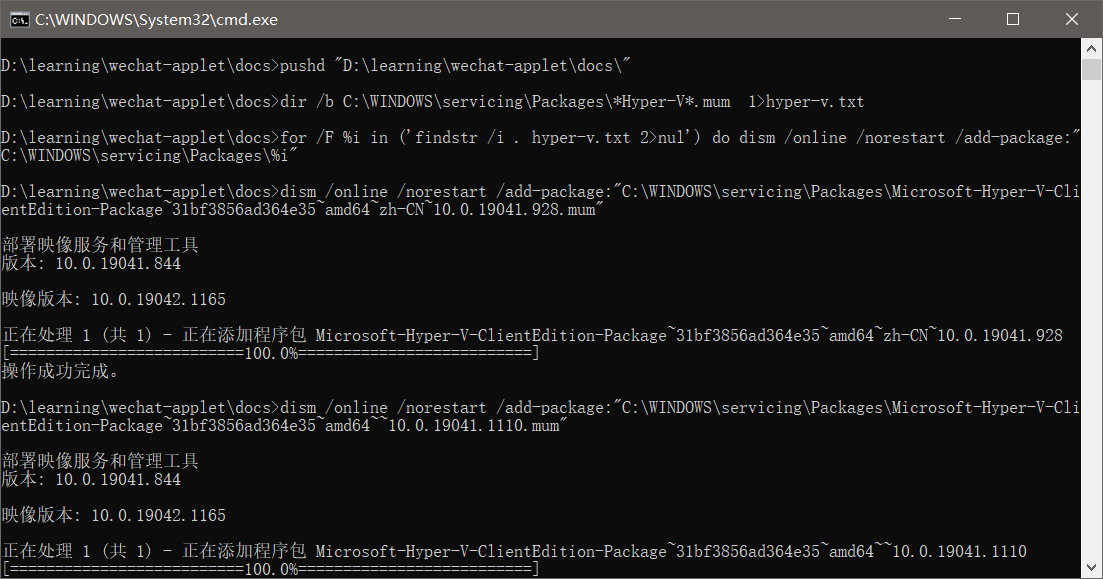 C:\WINDOWS\System32\cmd.exe
D:\learning\wechat-applet\docs>pushd "D:\learning\wechat-applet\docs\"
D:\learning\wechat-applet\docs>dir /b C:\WINDOWS\servicing\Packages\*Hyper-V*.mum  1>hyper-v.txt
D:\learning\wechat-applet\docs>for /F %i in ('findstr /i . hyper-v.txt 2>nul') do dism /online /norestart /add-package:"
C:\WINDOWS\servicing\Packages\%i"
D:\learning\wechat-applet\docs>dism /online /norestart /add-package:"C:\WINDOWS\servicing\Packages\Microsoft-Hyper-V-Cli
entEdition-Package~31bf3856ad364e35~amd64~zh-CN~10.0.19041.928.mum"
部署映像服务和管理工具
版本: 10.0.19041.844
映像版本: 10.0.19042.1165
正在处理 1 (共 1) - 正在添加程序包 Microsoft-Hyper-V-ClientEdition-Package~31bf3856ad364e35~amd64~zh-CN~10.0.19041.928
[==========================100.0%==========================]
操作成功完成。
D:\learning\wechat-applet\docs>dism /online /norestart /add-package:"C:\WINDOWS\servicing\Packages\Microsoft-Hyper-V-Cli
entEdition-Package~31bf3856ad364e35~amd64~~10.0.19041.1110.mum"
部署映像服务和管理工具
版本: 10.0.19041.844
映像版本: 10.0.19042.1165
正在处理 1 (共 1) - 正在添加程序包 Microsoft-Hyper-V-ClientEdition-Package~31bf3856ad364e35~amd64~~10.0.19041.1110
[==========================100.0%==========================]